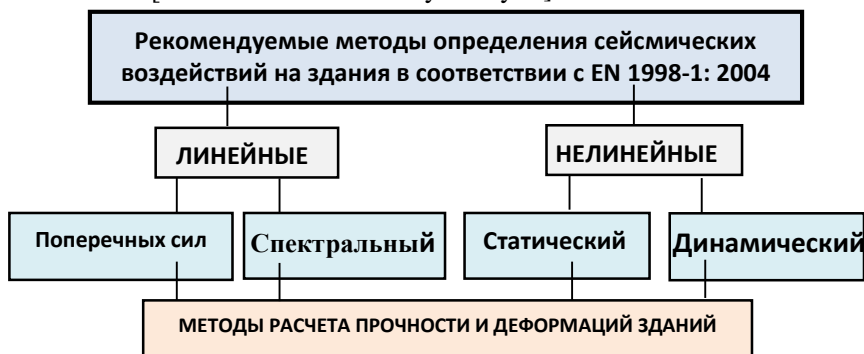 Рекомендуемые методы определения сейсмических
воздействий на здания в соответствии с EN 1998-1: 2004
ЛИНЕЙНЫЕ
НЕЛИНЕЙНЫЕ
Поперечных сил
Спектральный
Статический
Динамический
МЕТОДЫ РАСЧЕТА ПРОЧНОСТИ И ДЕФОРМАЦИЙ ЗДАНИЙ